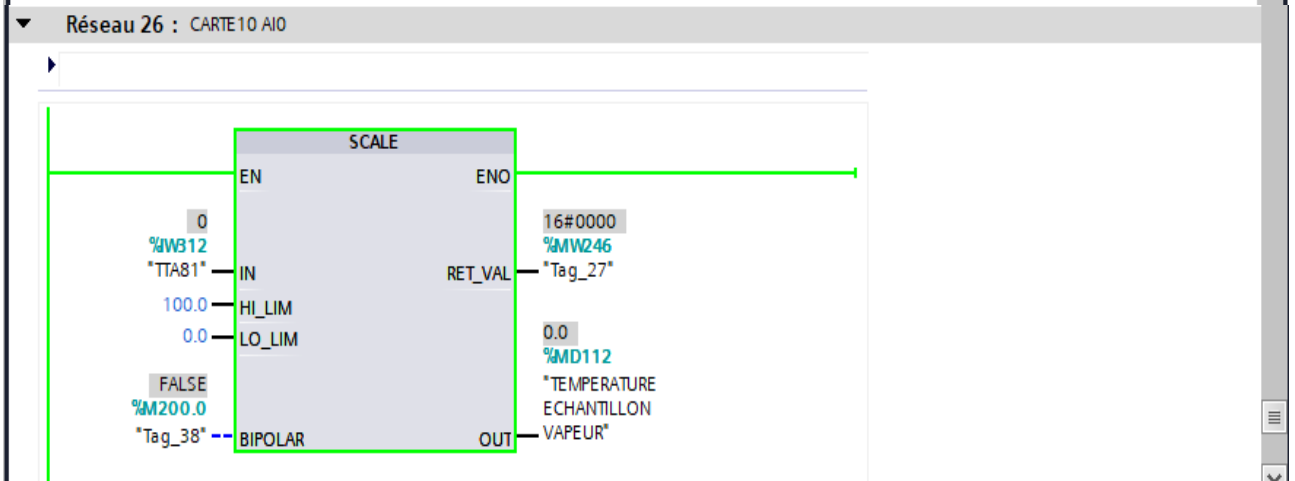 Réseau 26 : CARTE10 AI0
SCALE
EN ENO
0
%IW312
"TTA81"
IN
16#0000
%MW246
RET_VAL "Tag_27"
100.0 HI_LIM
0.0 LO_LIM
0.0
%MD112
"TEMPERATURE
ECHANTILLON
VAPEUR"
FALSE
%M200.0
"Tag_38" BIPOLAR
OUT